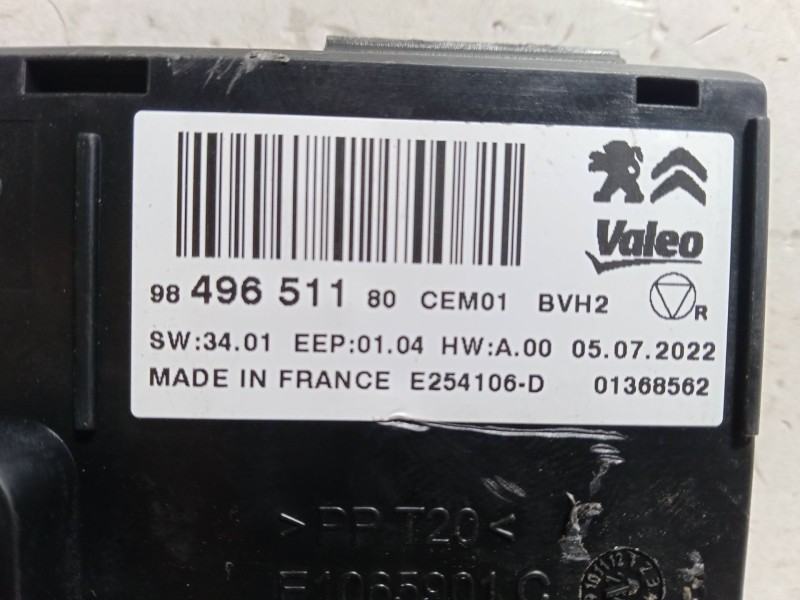 Valeo
98 496 511 80 CEM01 BVH2 R
SW:34.01 EEP:01.04 HW:A.00 05.07.2022
MADE IN FRANCE E254106-D 01368562
>PP T20<
E1065901C